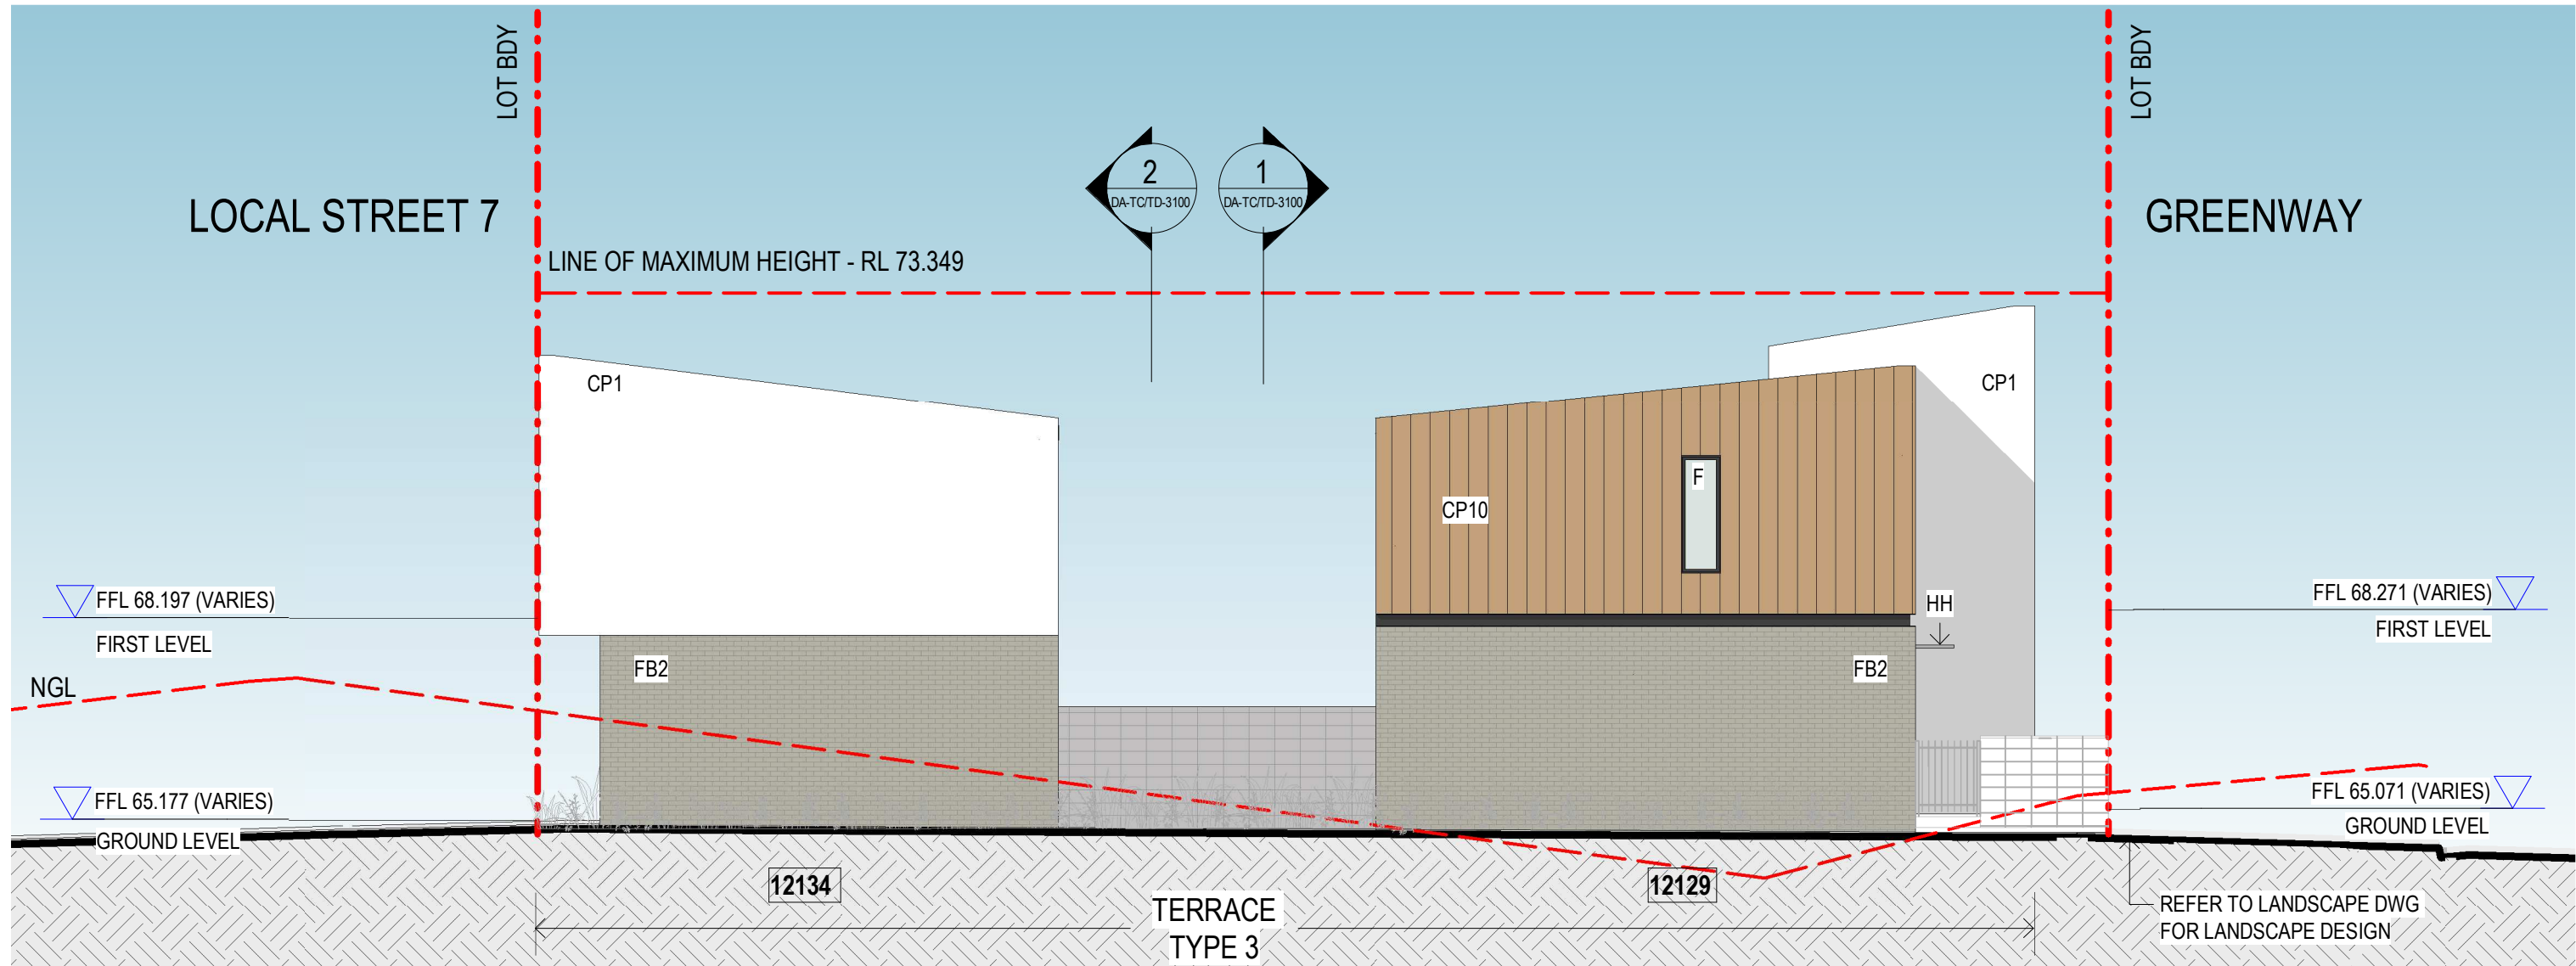 LOT BDY
LOT BDY
2
DA-TC/TD-3100
1
DA-TC/TD-3100
LOCAL STREET 7
GREENWAY
LINE OF MAXIMUM HEIGHT - RL 73.349
CP1
CP1
F
CP10
FFL 68.197 (VARIES)
FIRST LEVEL
HH
FFL 68.271 (VARIES)
FIRST LEVEL
FB2
FB2
NGL
FFL 65.177 (VARIES)
GROUND LEVEL
FFL 65.071 (VARIES)
GROUND LEVEL
12134
12129
TERRACE
TYPE 3
REFER TO LANDSCAPE DWG
FOR LANDSCAPE DESIGN